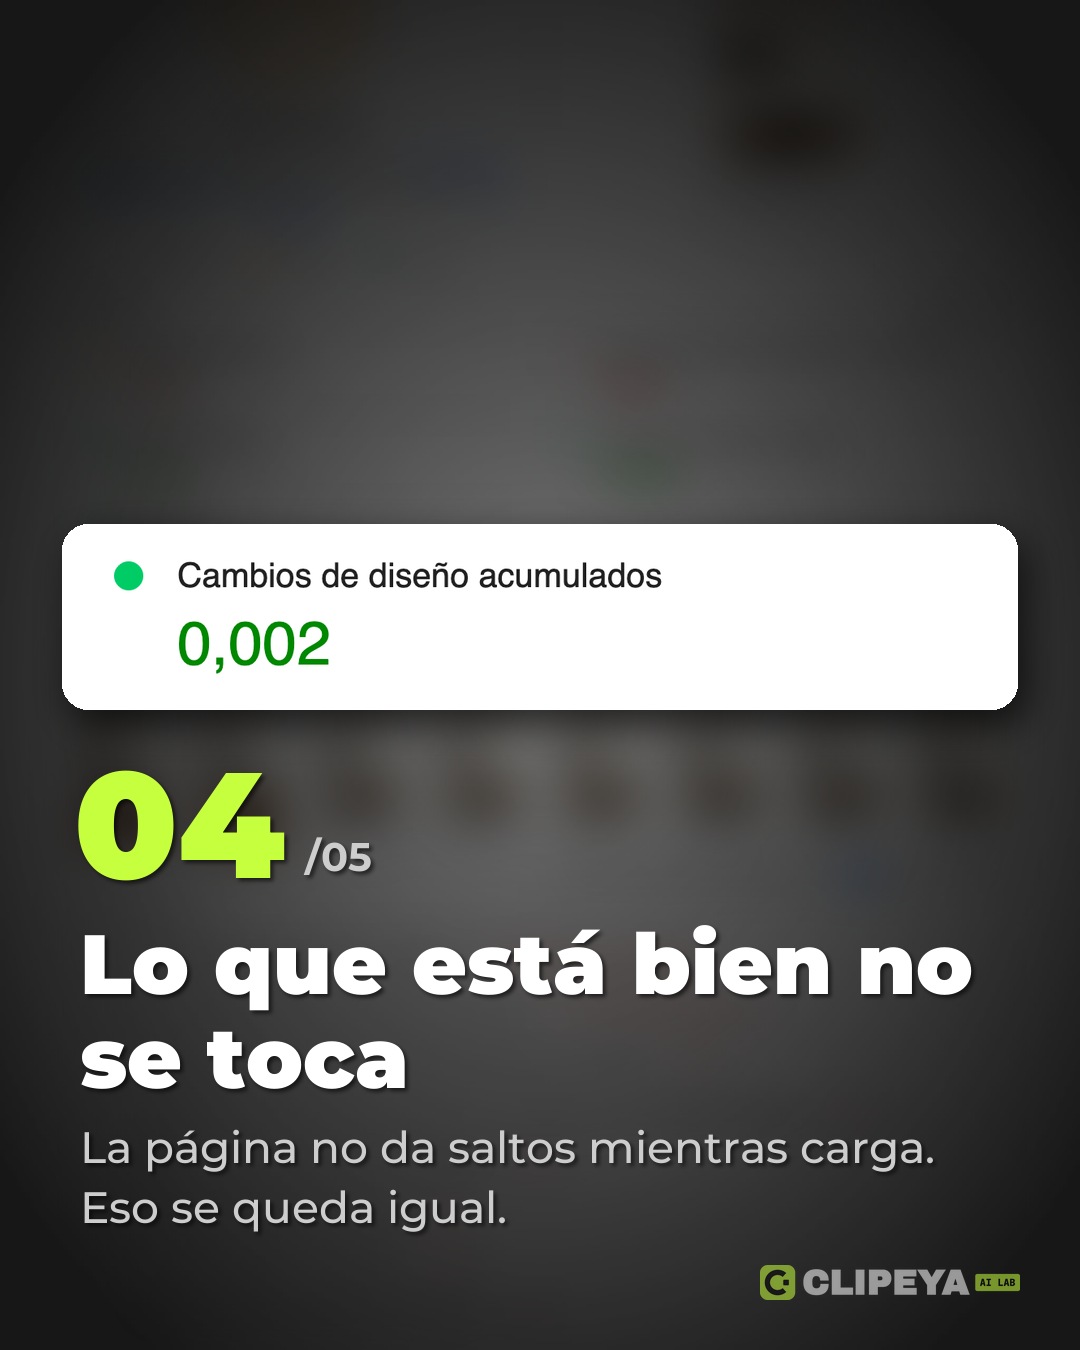 Cambios de diseño acumulados
0,002
04 /05
Lo que está bien no
se toca
La página no da saltos mientras carga.
Eso se queda igual.
C CLIPEYA AI LAB